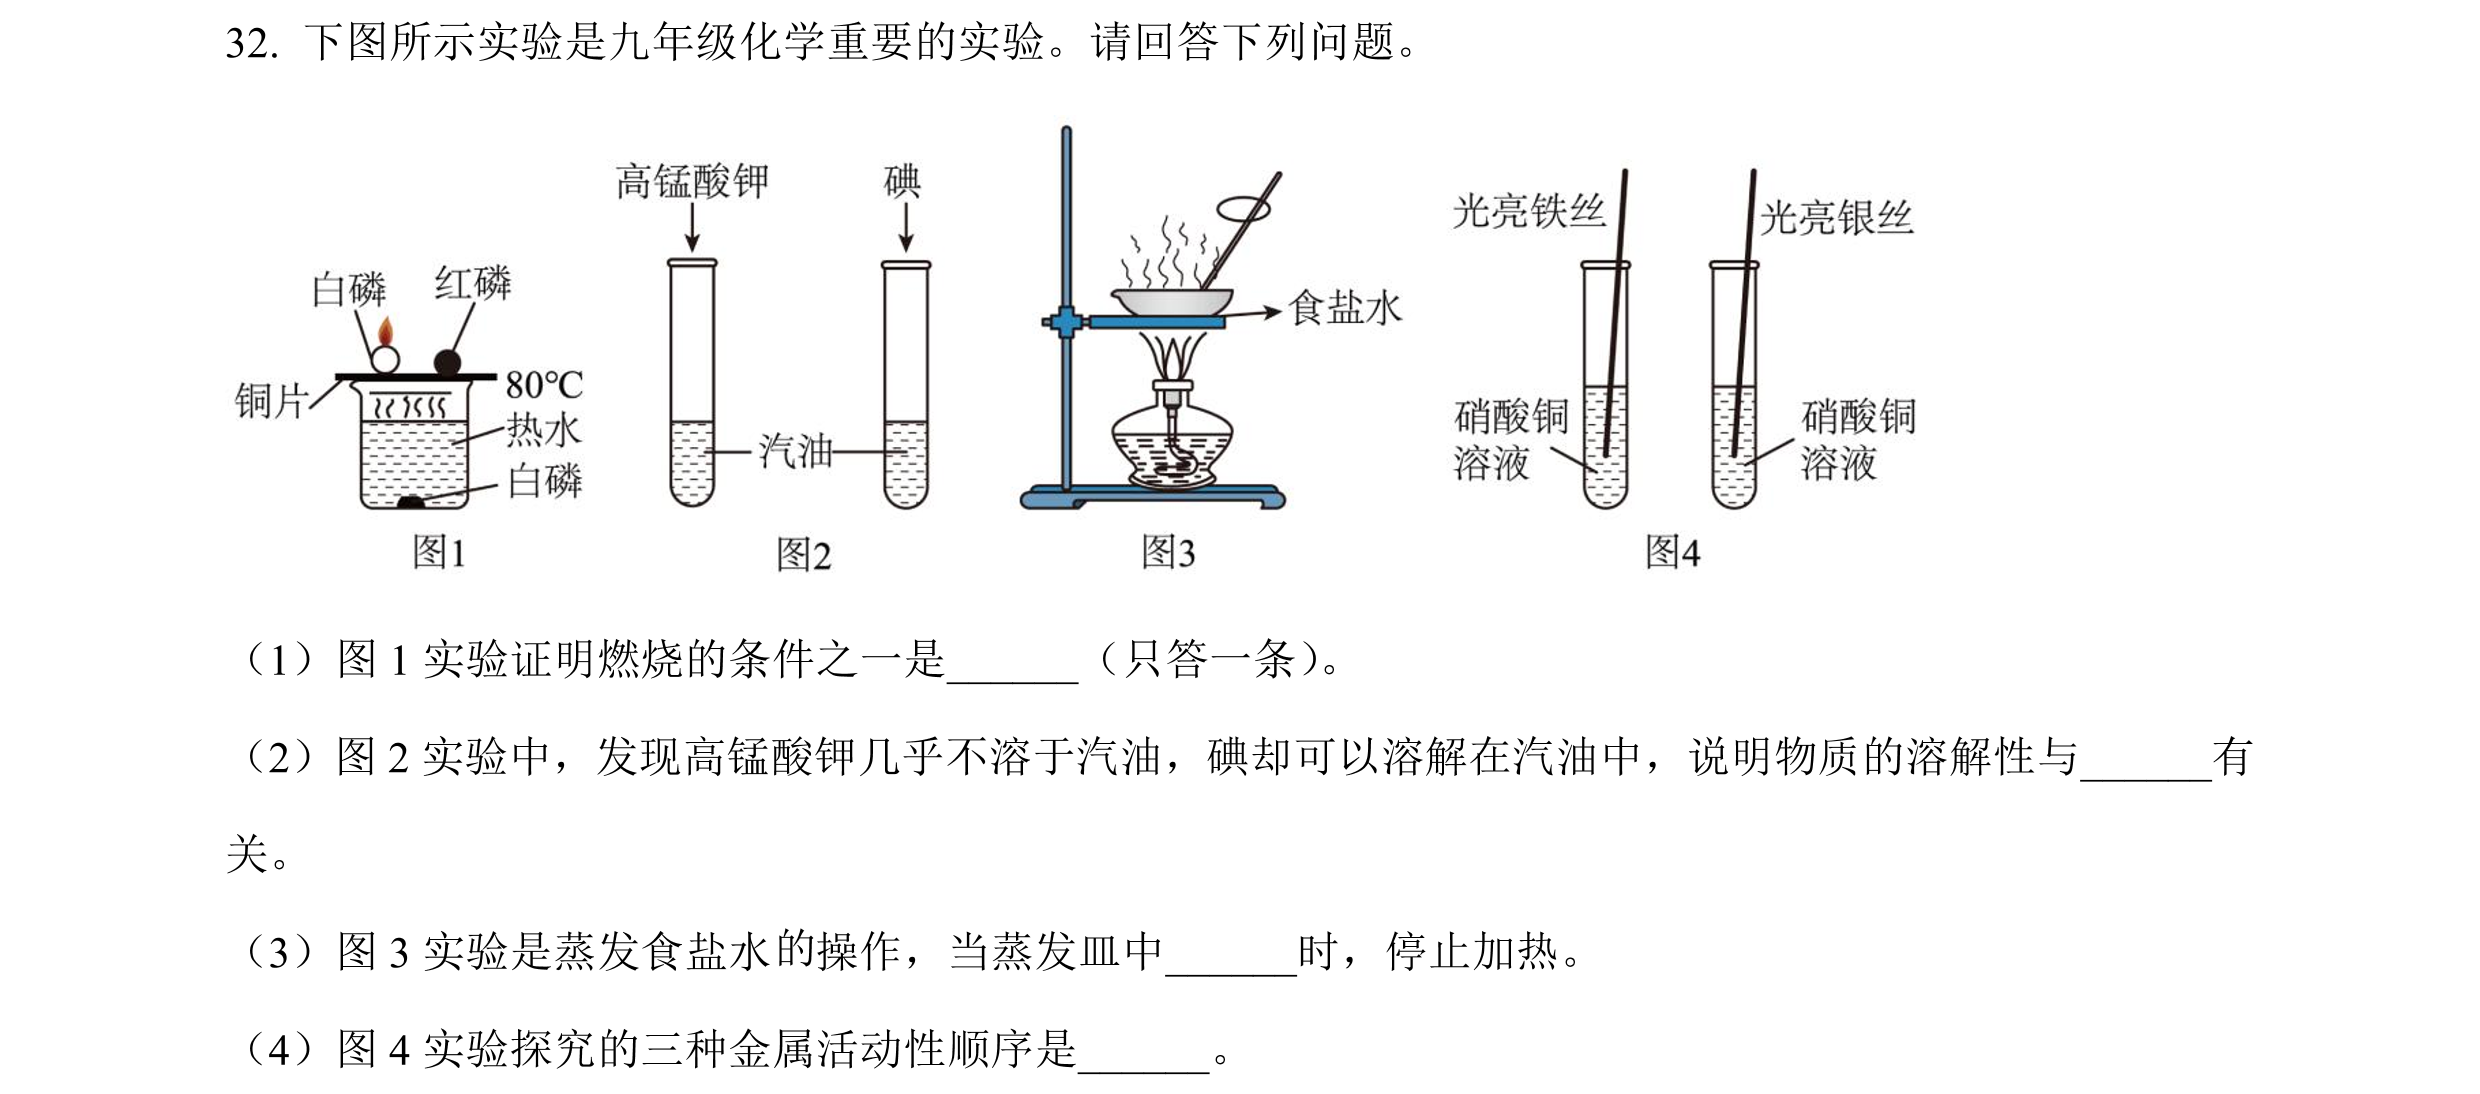 32. 下图所示实验是九年级化学重要的实验。请回答下列问题。
高锰酸钾
碘
白磷
红磷
铜片
80℃
热水
白磷
图1
汽油
图2
食盐水
图3
光亮铁丝
光亮银丝
硝酸铜
溶液
硝酸铜
溶液
图4
（1）图 1 实验证明燃烧的条件之一是______（只答一条）。
（2）图 2 实验中，发现高锰酸钾几乎不溶于汽油，碘却可以溶解在汽油中，说明物质的溶解性与______有
关。
（3）图 3 实验是蒸发食盐水的操作，当蒸发皿中______时，停止加热。
（4）图 4 实验探究的三种金属活动性顺序是______。